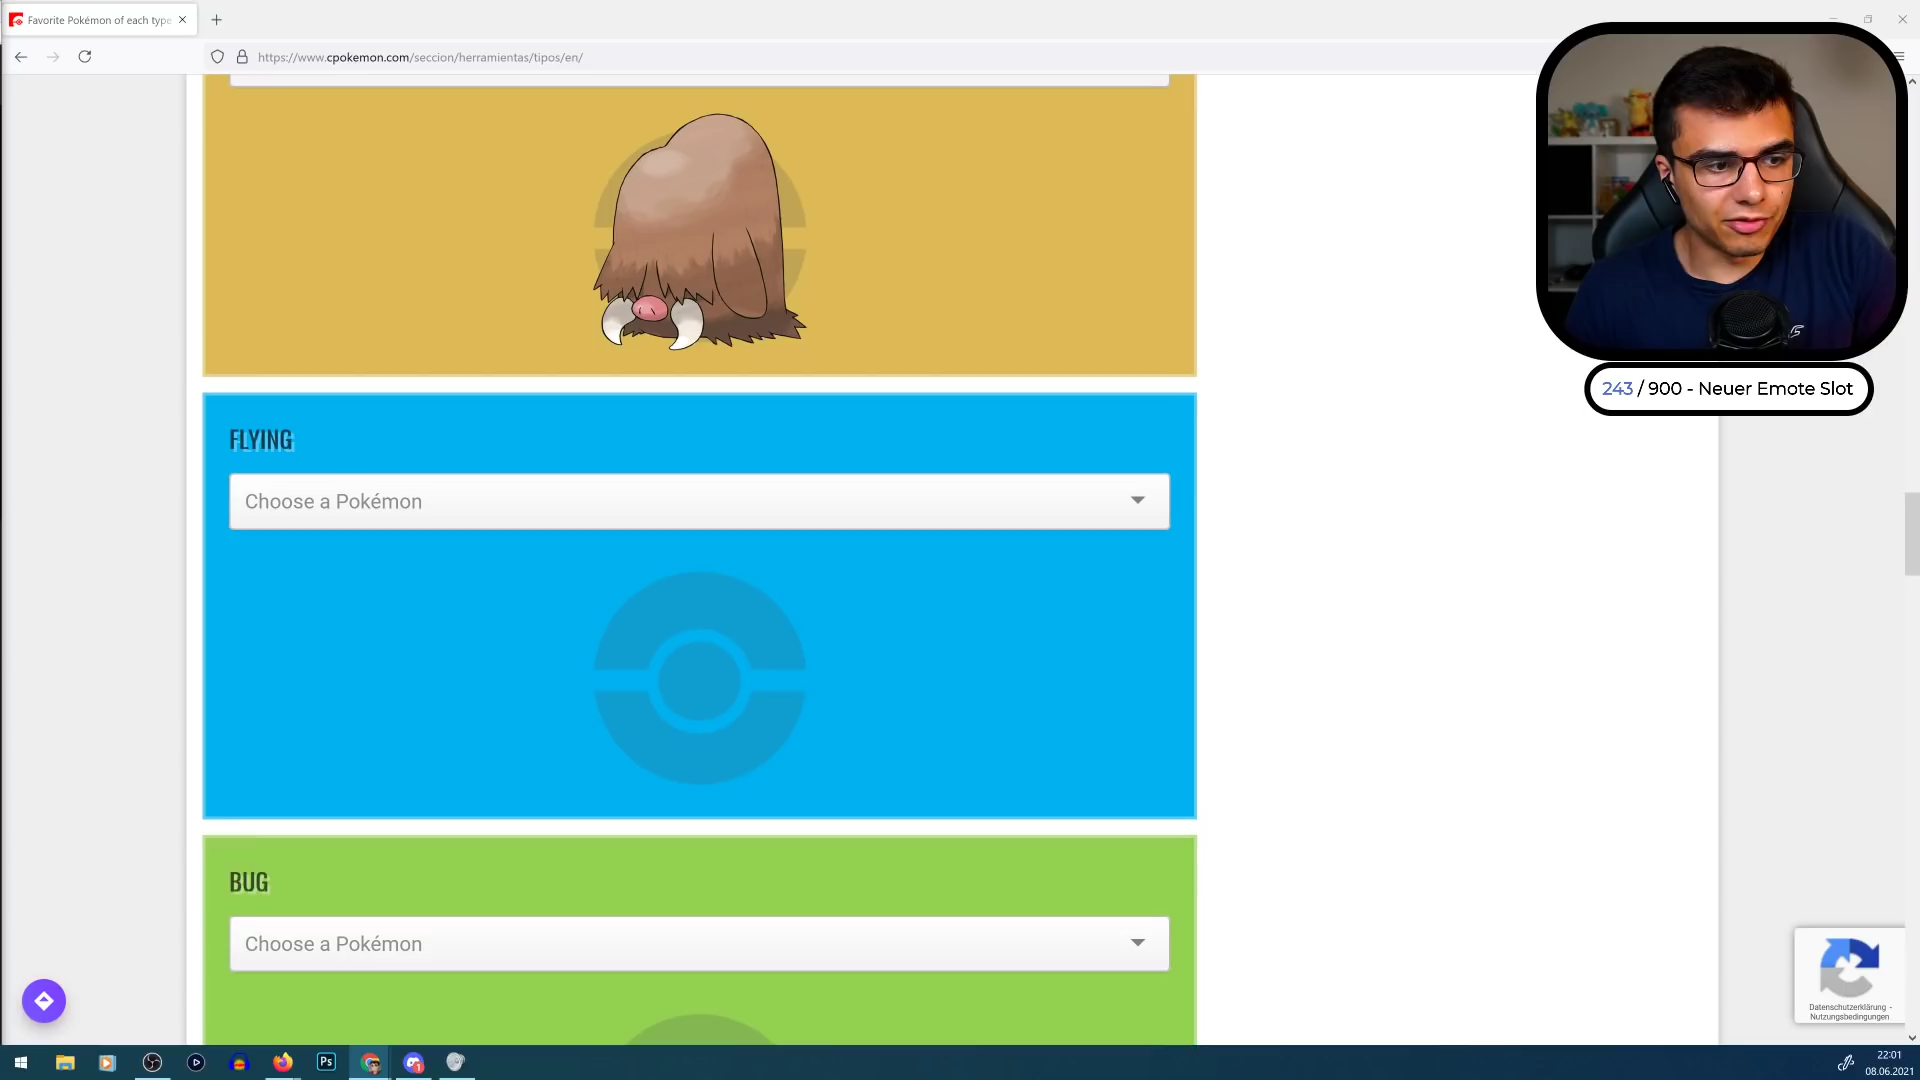 Favorite Pokémon of each type
https://www.cpokemon.com/seccion/herramientas/tipos/en/
243 / 900 - Neuer Emote Slot
FLYING
Choose a Pokémon
BUG
Choose a Pokémon
Datenschutzerklärung -
Nutzungsbedingungen
Ps
22:01
08.06.2021